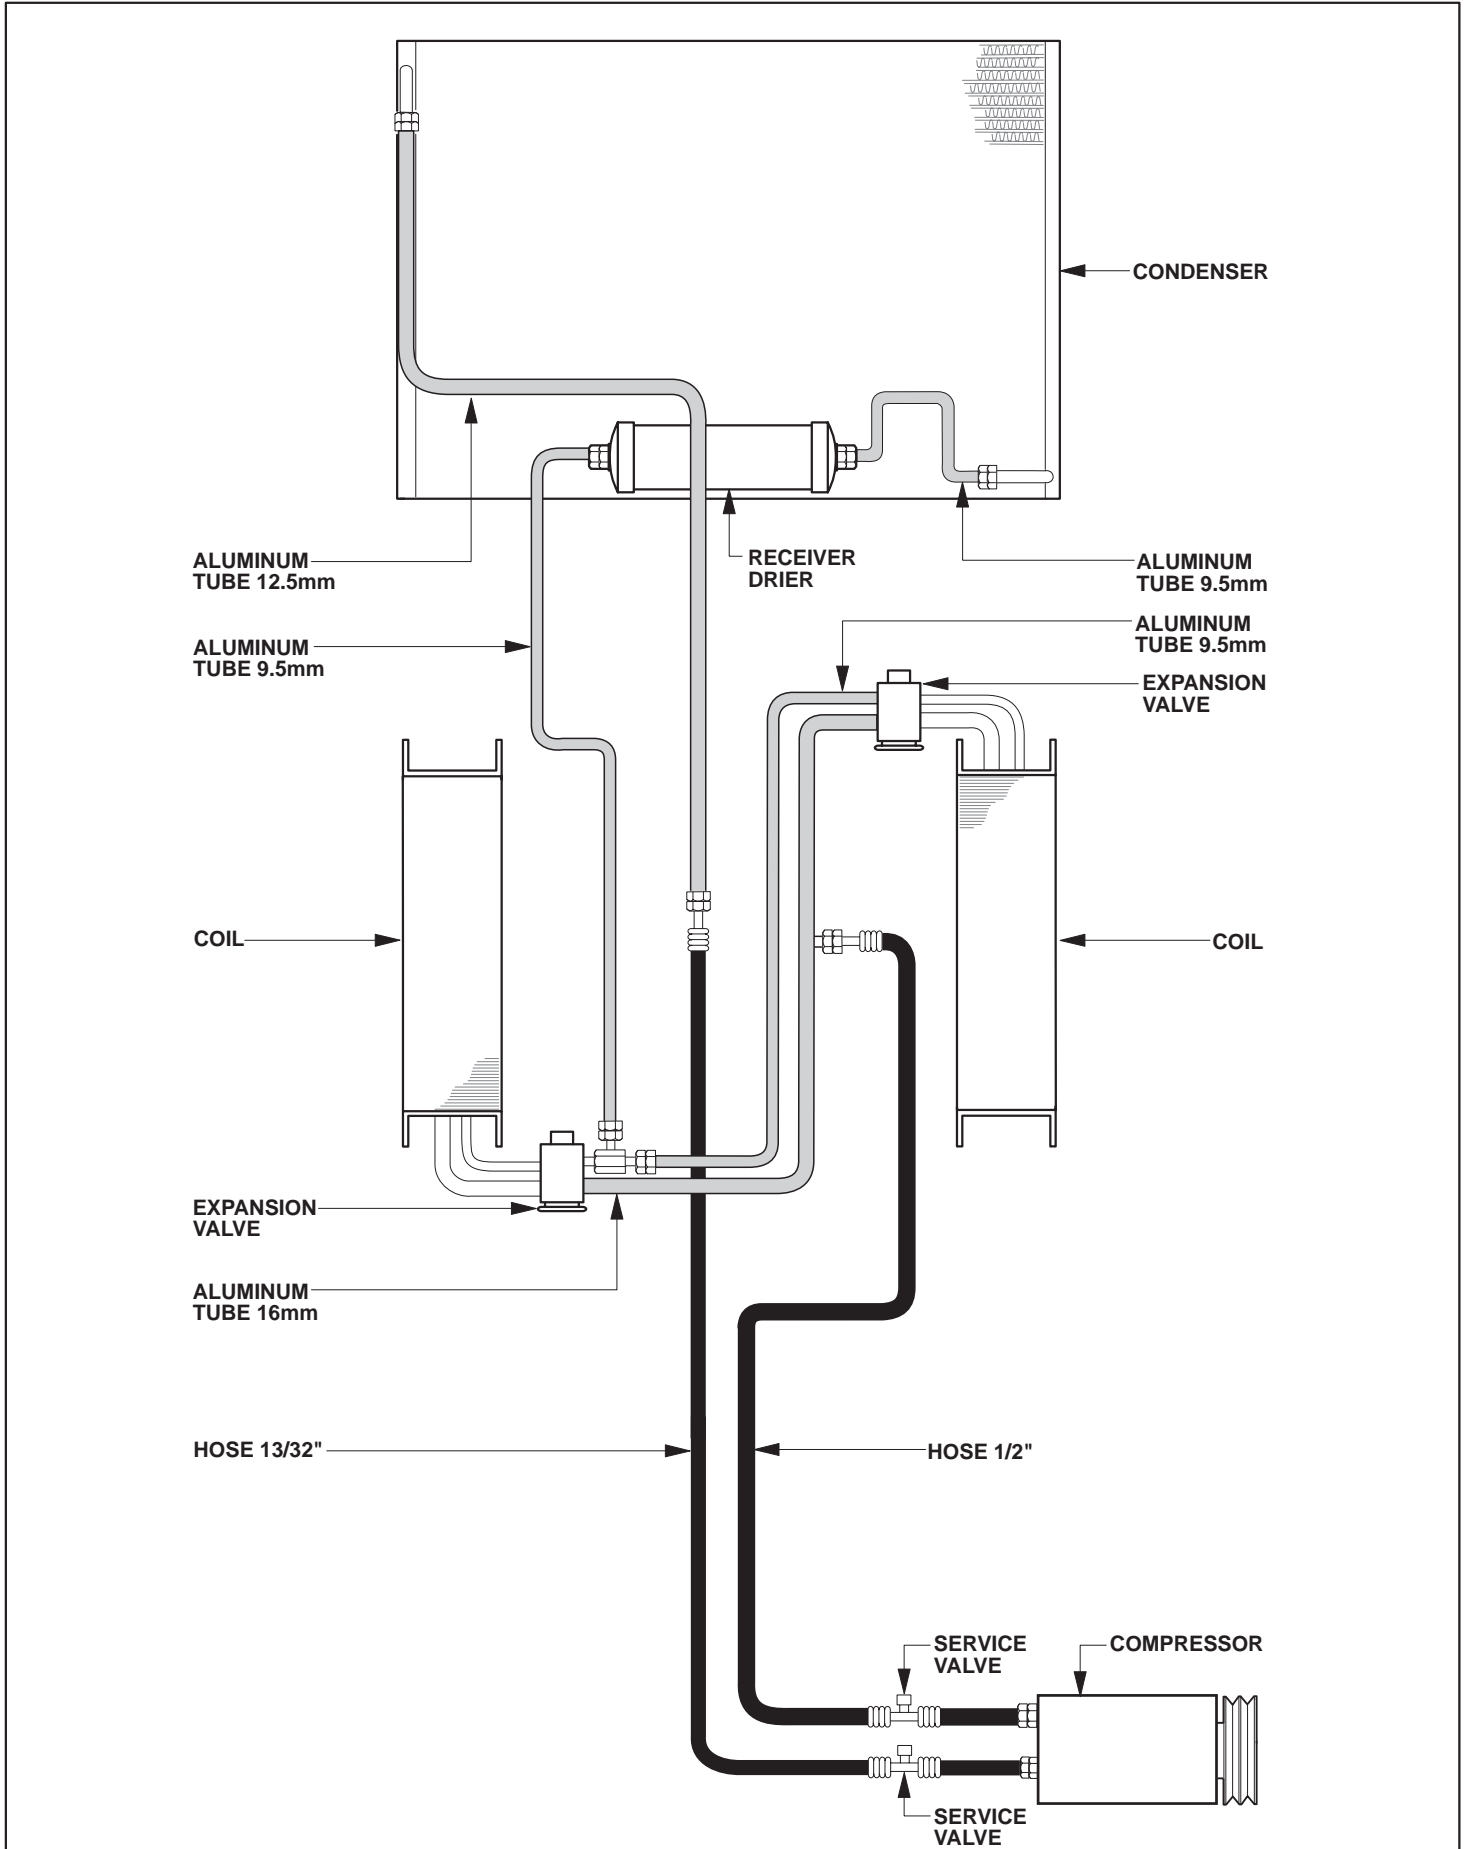 CONDENSER
RECEIVER
DRIER
ALUMINUM
TUBE 12.5mm
ALUMINUM
TUBE 9.5mm
ALUMINUM
TUBE 9.5mm
ALUMINUM
TUBE 9.5mm
EXPANSION
VALVE
COIL
COIL
EXPANSION
VALVE
ALUMINUM
TUBE 16mm
HOSE 13/32"
HOSE 1/2"
SERVICE
VALVE
COMPRESSOR
SERVICE
VALVE